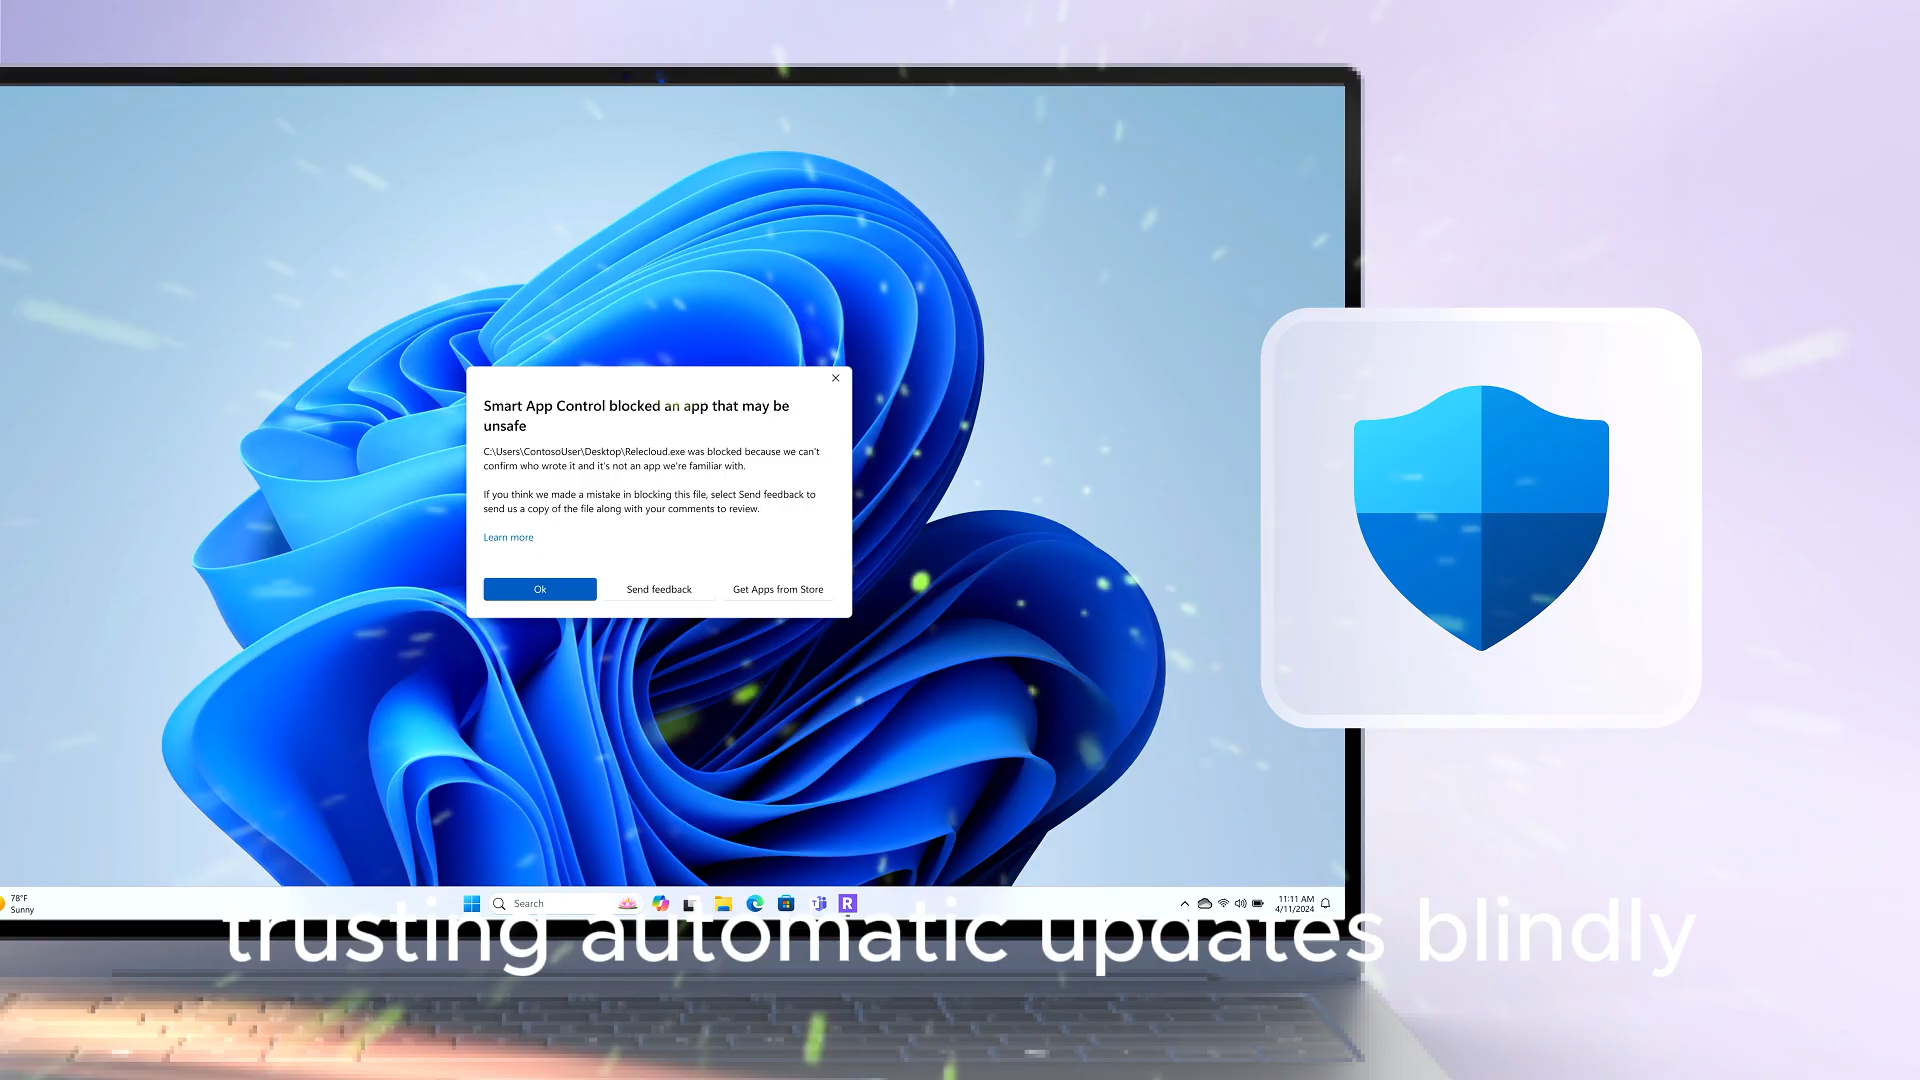 Smart App Control blocked an app that may be
unsafe
C:\Users\ContosoUser\Desktop\Relecloud.exe was blocked because we can't
confirm who wrote it and it's not an app we're familiar with.
If you think we made a mistake in blocking this file, select Send feedback to
send us a copy of the file along with your comments to review.
Learn more
Ok Send feedback Get Apps from Store
78°F
Sunny
Search
R
11:11 AM
4/11/2024
trusting automatic updates blindly